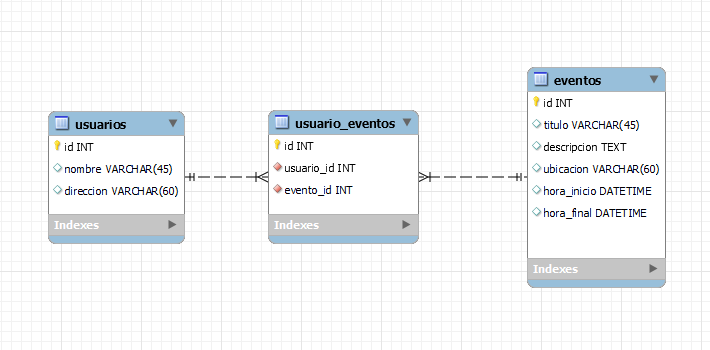 usuarios
id INT
nombre VARCHAR(45)
direccion VARCHAR(60)
Indexes
usuario_eventos
id INT
usuario_id INT
evento_id INT
Indexes
eventos
id INT
titulo VARCHAR(45)
descripcion TEXT
ubicacion VARCHAR(60)
hora_inicio DATETIME
hora_final DATETIME
Indexes